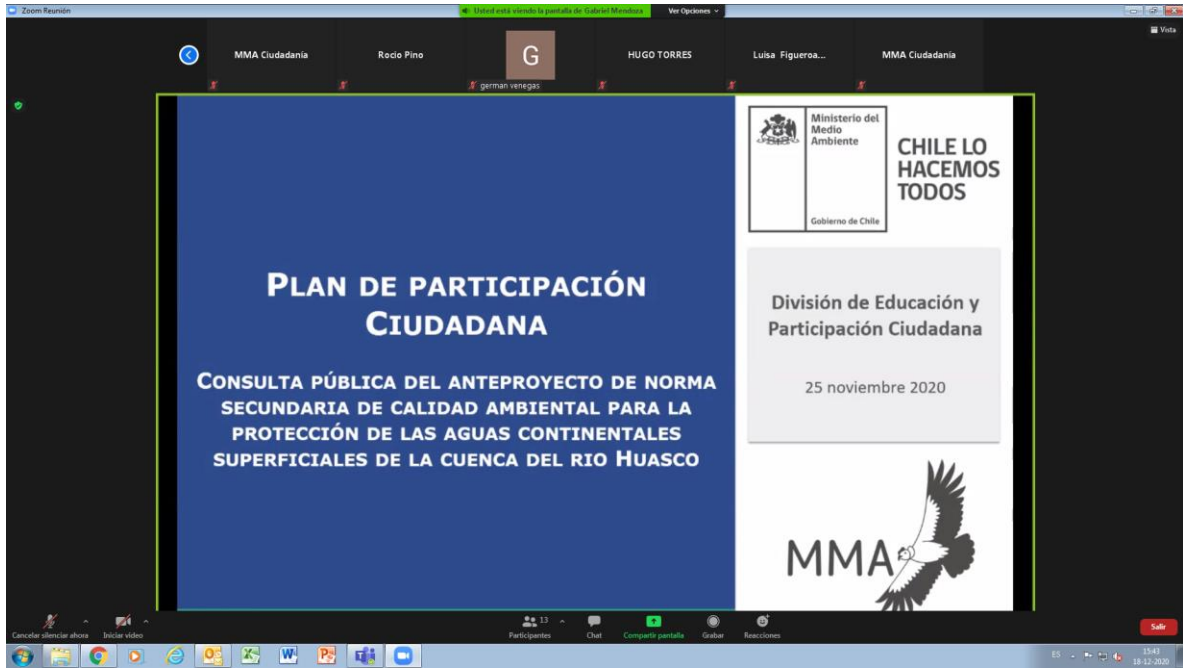 Zoom Reunión
Usted está viendo la pantalla de Gabriel Mendoza
Ver Opciones
Vista
MMA Ciudadanía
Rocio Pino
G
HUGO TORRES
Luisa Figueroa...
MMA Ciudadanía
german venegas
PLAN DE PARTICIPACIÓN
CIUDADANA
CONSULTA PÚBLICA DEL ANTEPROYECTO DE NORMA
SECUNDARIA DE CALIDAD AMBIENTAL PARA LA
PROTECCIÓN DE LAS AGUAS CONTINENTALES
SUPERFICIALES DE LA CUENCA DEL RIO HUASCO
Ministerio del
Medio
Ambiente
Gobierno de Chile
CHILE LO
HACEMOS
TODOS
División de Educación y
Participación Ciudadana
25 noviembre 2020
MMA
Cancelar silenciar ahora
Iniciar video
13
Participantes
Chat
Compartir pantalla
Grabar
Reacciones
Salir
ES
15:43
18-12-2020